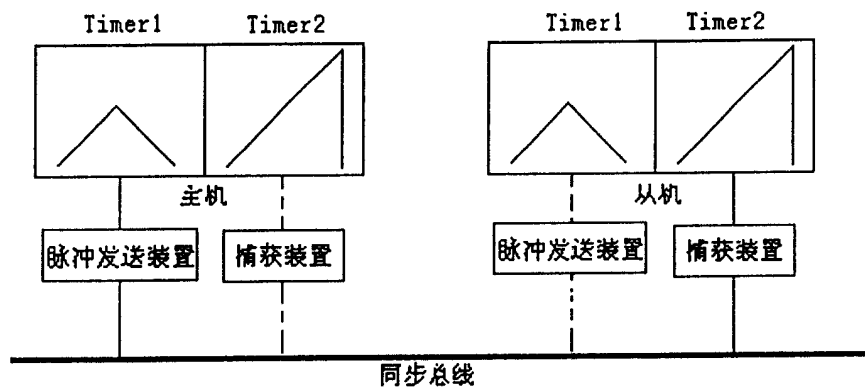 Timer1 Timer2 Timer1 Timer2
主机 从机
脉冲发送装置 捕获装置 脉冲发送装置 捕获装置
同步总线